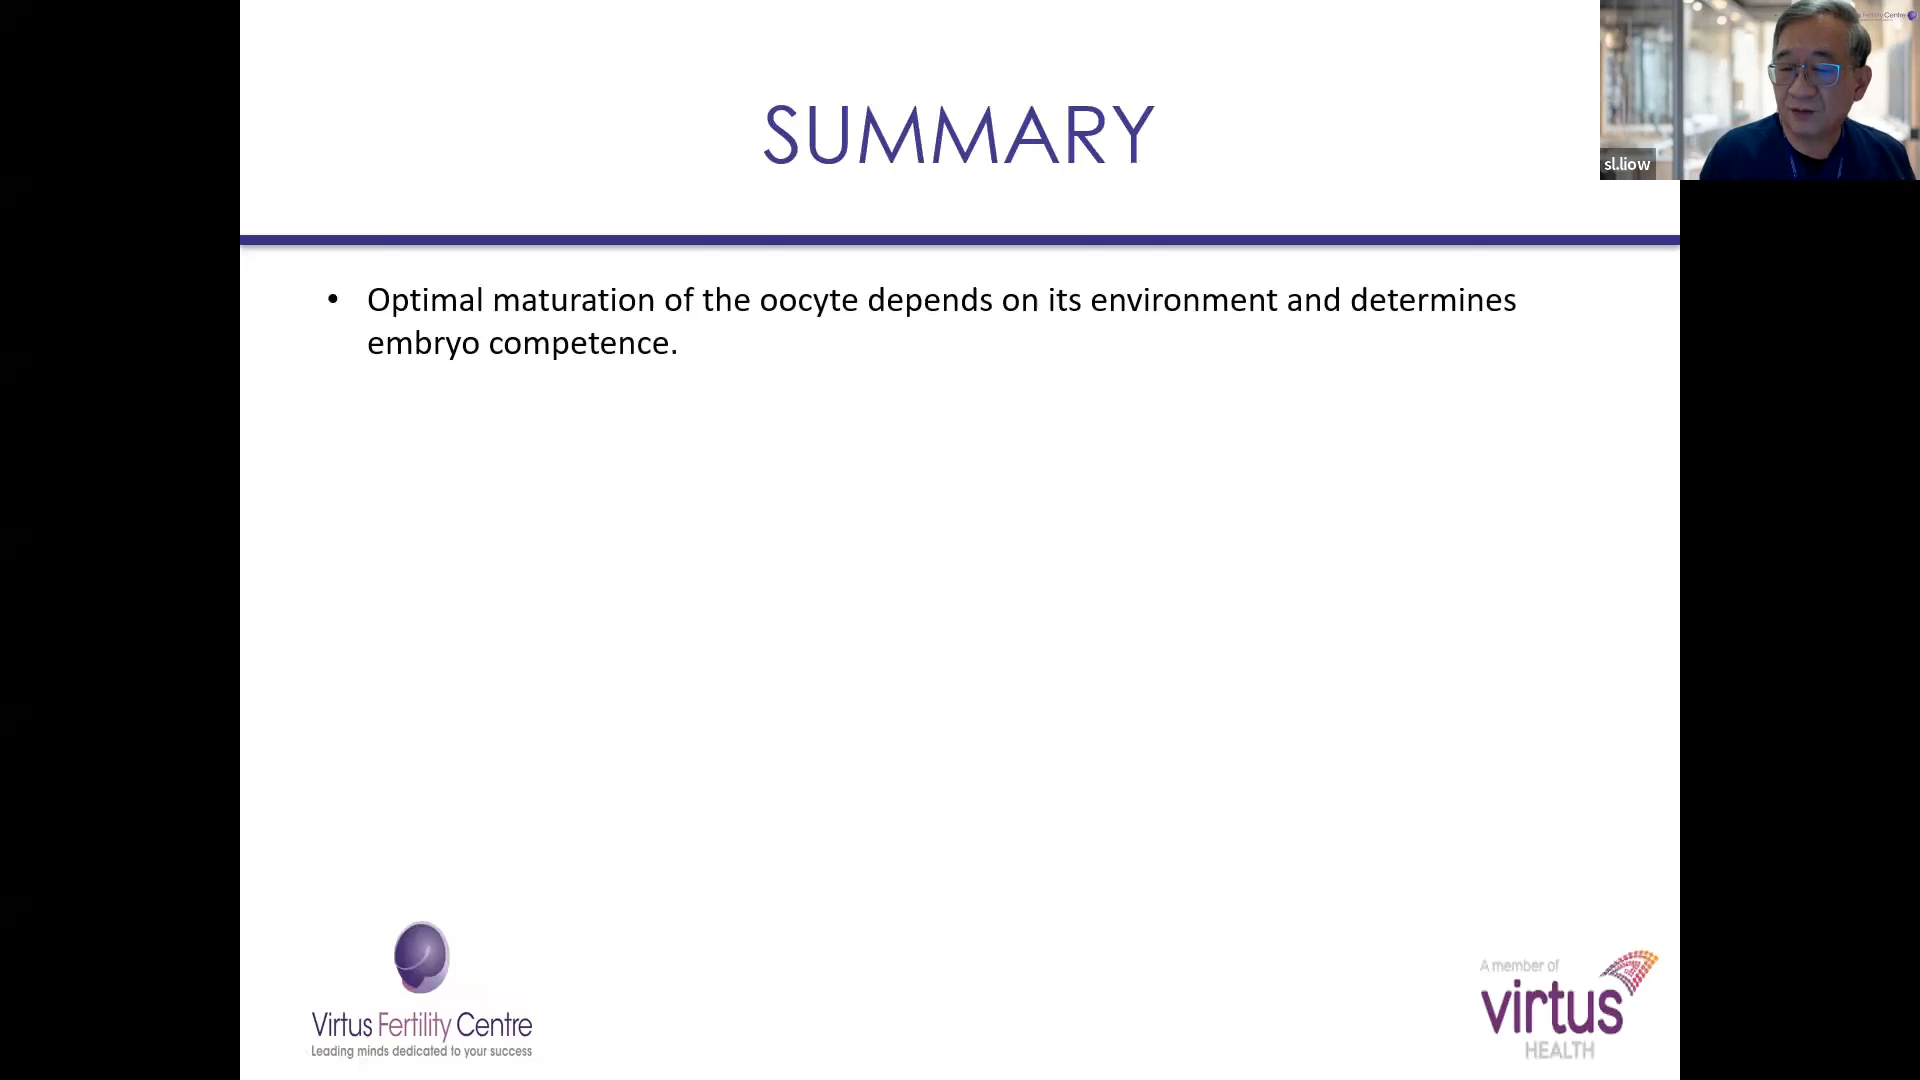 SUMMARY
sl.liow
• Optimal maturation of the oocyte depends on its environment and determines
embryo competence.
Virtus Fertility Centre
Leading minds dedicated to your success
A member of
virtus
HEALTH